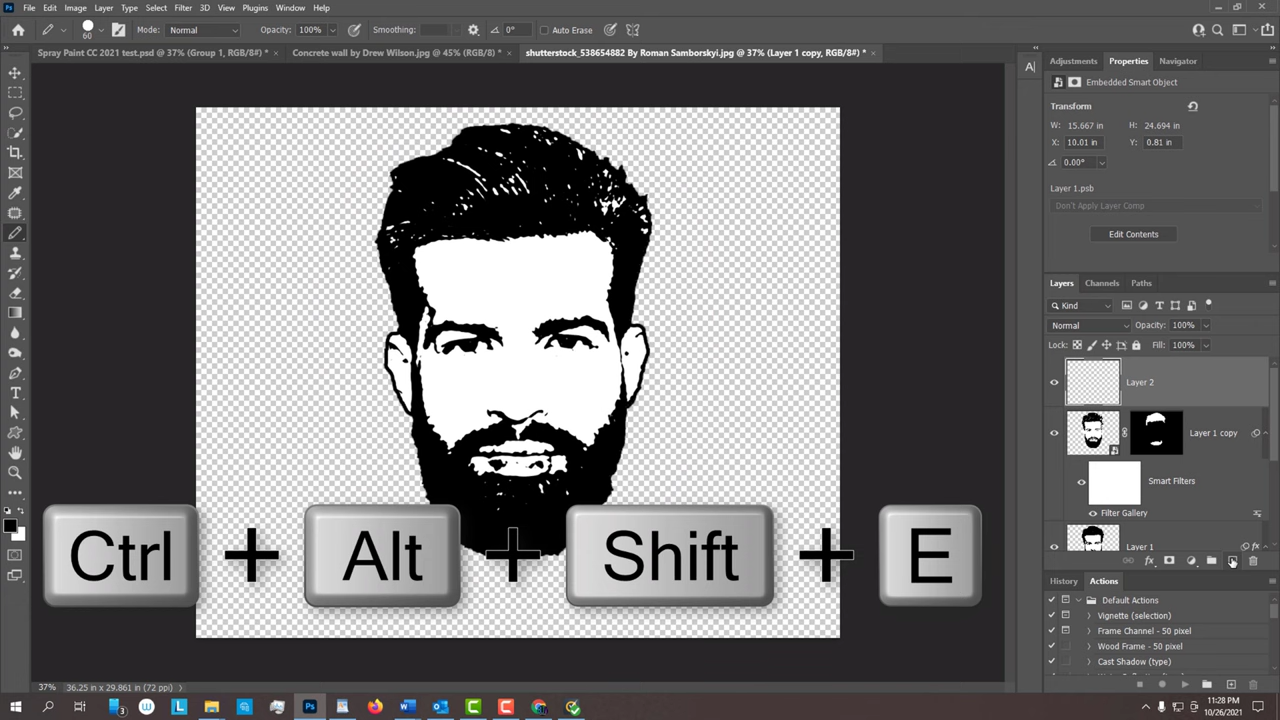 Ps File Edit Image Layer Type Select Filter 3D View Plugins Window Help
60 Mode: Normal Opacity: 100% Smoothing: 0° Auto Erase
Spray Paint CC 2021 test.psd @ 37% (Group 1, RGB/8#) * × Concrete wall by Drew Wilson.jpg @ 45% (RGB/8*) * × shutterstock_538654882 By Roman Samborskyi.jpg @ 37% (Layer 1 copy, RGB/8#) * ×
Adjustments Properties Navigator
Embedded Smart Object
Transform
W: 15.667 in H: 24.694 in
X: 10.01 in Y: 0.81 in
0.00°
Layer 1.psb
Don't Apply Layer Comp
Edit Contents
Layers Channels Paths
Kind
Normal Opacity: 100%
Lock: Fill: 100%
Layer 2
Layer 1 copy
Smart Filters
Filter Gallery
Layer 1 fx
Ctrl + Alt + Shift + E
fx
History Actions
Default Actions
Vignette (selection)
Frame Channel - 50 pixel
Wood Frame - 50 pixel
Cast Shadow (type)
37% 36.25 in x 29.861 in (72 ppi)
11:28 PM
10/26/2021